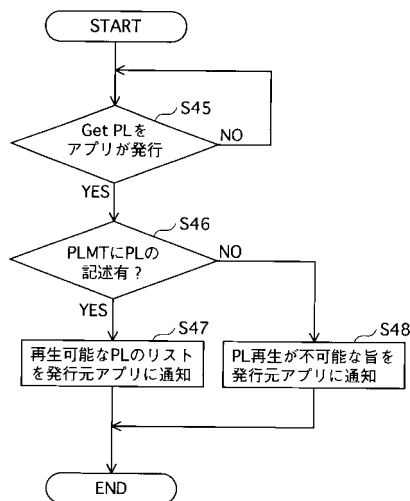 START
S45
Get PLを
アプリが発行
NO
YES
S46
PLMTにPLの
記述有？
NO
YES
S47
再生可能なPLのリスト
を発行元アプリに通知
S48
PL再生が不可能な旨を
発行元アプリに通知
END